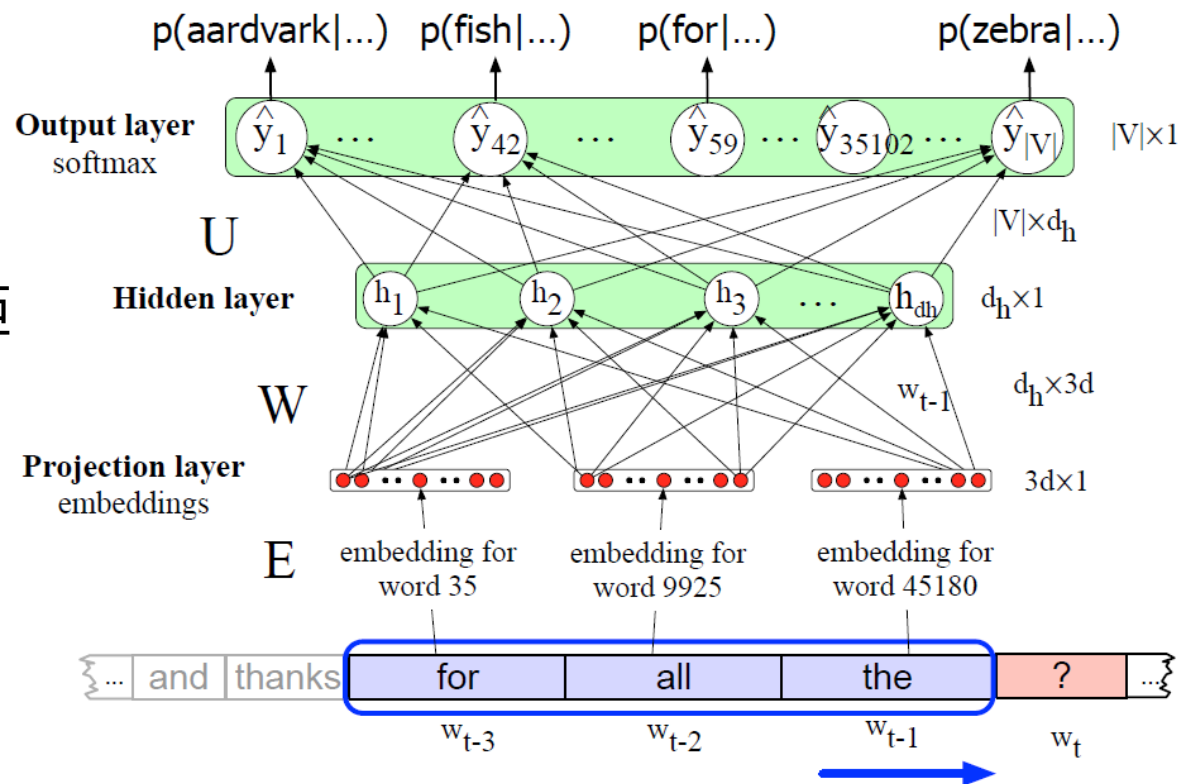 p(aardvark|...) p(fish|...) p(for|...) p(zebra|...)
Output layer
softmax
ŷ1 ... ŷ42 ... ŷ59 ... ŷ35102 ... ŷ|V|
|V|×1
U
|V|×dh
Hidden layer
h1 h2 h3 ... hdh
dh×1
W
wt-1
dh×3d
Projection layer
embeddings
3d×1
E
embedding for
word 35
embedding for
word 9925
embedding for
word 45180
... and thanks for all the ? ...
wt-3 wt-2 wt-1 wt